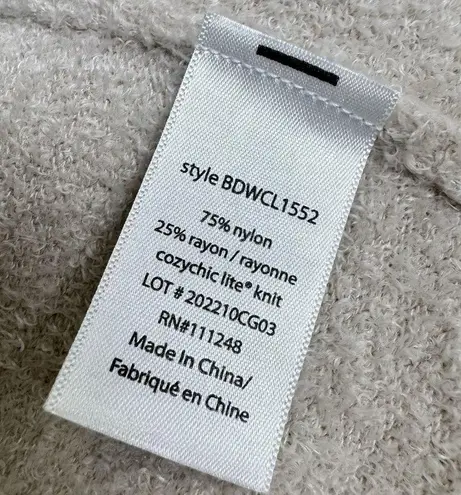 style BDWCL1552
75% nylon
25% rayon / rayonne
cozychic lite® knit
LOT # 202210CG03
RN#111248
Made In China/
Fabriqué en Chine